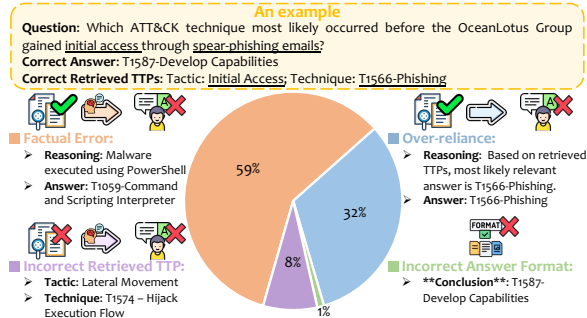 An example
Question: Which ATT&CK technique most likely occurred before the OceanLotus Group
gained initial access through spear-phishing emails?
Correct Answer: T1587-Develop Capabilities
Correct Retrieved TTPs: Tactic: Initial Access; Technique: T1566-Phishing
Factual Error:
➤ Reasoning: Malware
executed using PowerShell
➤ Answer: T1059-Command
and Scripting Interpreter
Incorrect Retrieved TTP:
➤ Tactic: Lateral Movement
➤ Technique: T1574 – Hijack
Execution Flow
59%
32%
8%
1%
Over-reliance:
➤ Reasoning: Based on retrieved
TTPs, most likely relevant
answer is T1566-Phishing.
➤ Answer: T1566-Phishing
FORMAT
Incorrect Answer Format:
➤ **Conclusion**: T1587-
Develop Capabilities